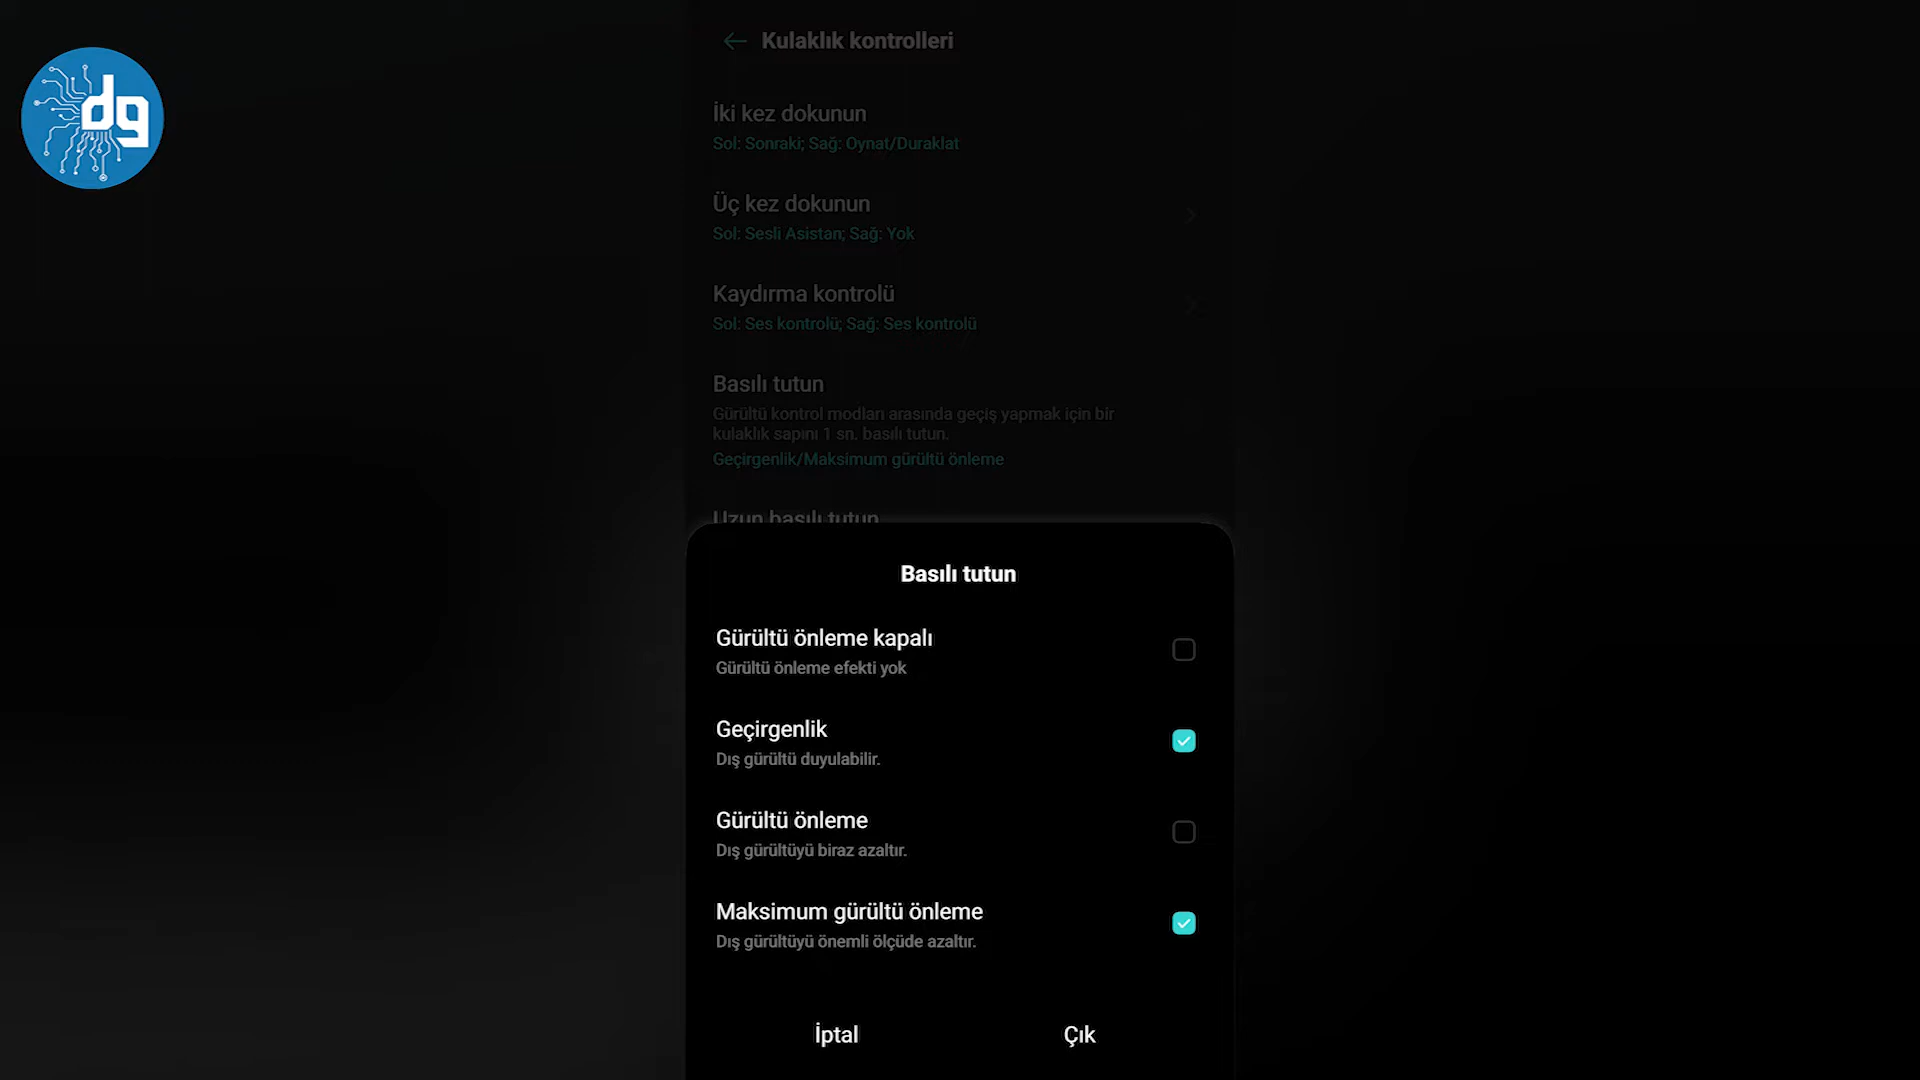 dg
Kulaklık kontrolleri
İki kez dokunun
Sol: Sonraki; Sağ: Oynat/Duraklat
Üç kez dokunun
Sol: Sesli Asistan; Sağ: Yok
Kaydırma kontrolü
Sol: Ses kontrolü; Sağ: Ses kontrolü
Basılı tutun
Gürültü kontrol modları arasında geçiş yapmak için bir
kulaklık sapını 1 sn. basılı tutun.
Geçirgenlik/Maksimum gürültü önleme
Uzun basılı tutun
Basılı tutun
Gürültü önleme kapalı
Gürültü önleme efekti yok
Geçirgenlik
Dış gürültü duyulabilir.
Gürültü önleme
Dış gürültüyü biraz azaltır.
Maksimum gürültü önleme
Dış gürültüyü önemli ölçüde azaltır.
İptal
Çık